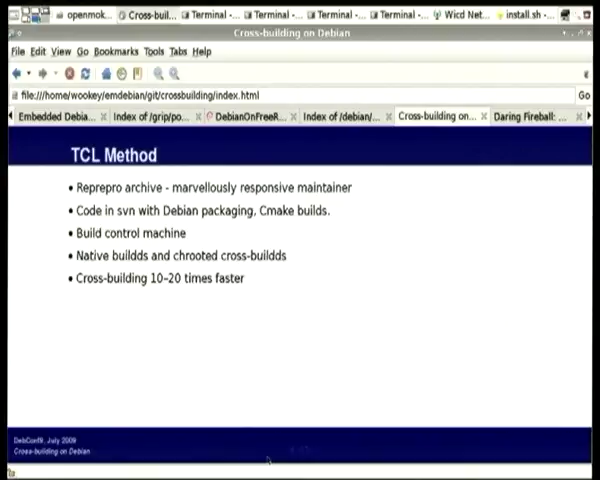 openmok... Cross-buil... Terminal -... Terminal -... Terminal -... Terminal -... Wicd Net... install.sh -...
Cross-building on Debian
File Edit View Go Bookmarks Tools Tabs Help
file:///home/wookey/emdebian/git/crossbuilding/index.html Go
Embedded Debia... Index of /grip/po... DebianOnFreeR... Index of /debian/... Cross-building on... Daring Fireball: ...
TCL Method
• Reprepro archive - marvellously responsive maintainer
• Code in svn with Debian packaging, Cmake builds.
• Build control machine
• Native buildds and chrooted cross-buildds
• Cross-building 10-20 times faster
DebConf9, July 2009
Cross-building on Debian